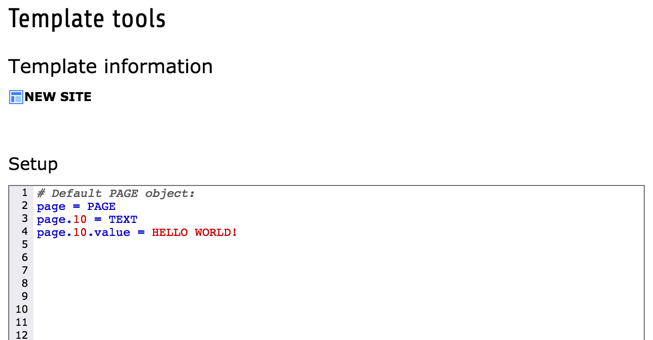 Template tools
Template information
NEW SITE
Setup
1 # Default PAGE object:
2 page = PAGE
3 page.10 = TEXT
4 page.10.value = HELLO WORLD!
5
6
7
8
9
10
11
12